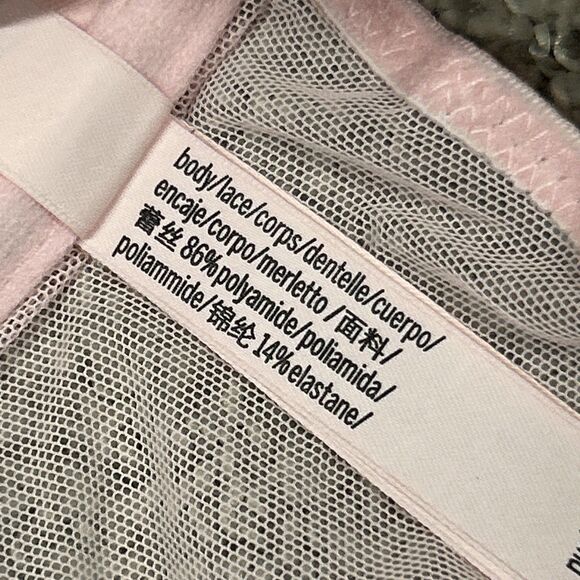 body/lace/corps/dentelle/cuerpo/
encaje/corpo/merletto /面料/
蕾丝 86% polyamide/poliamida/
poliammide/锦纶 14% elastane/